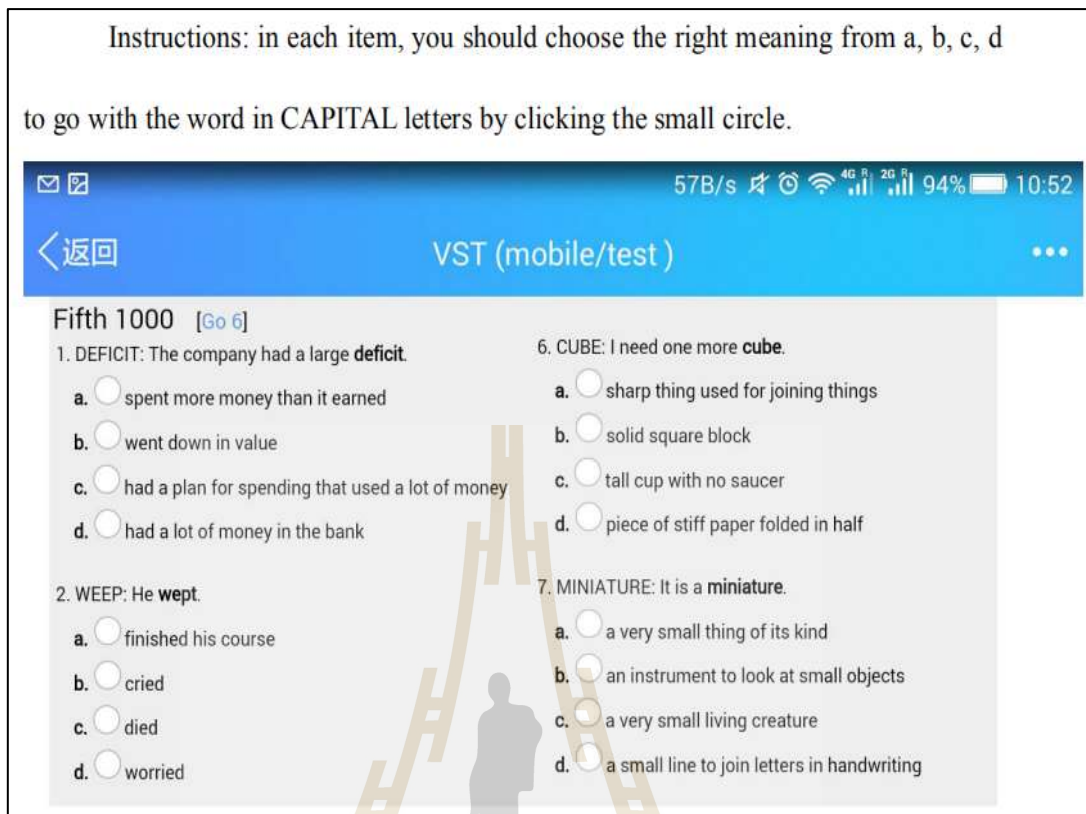 Instructions: in each item, you should choose the right meaning from a, b, c, d
to go with the word in CAPITAL letters by clicking the small circle.
57B/s 4G R 2G R 94% 10:52
返回 VST (mobile/test )
Fifth 1000 [Go 6]
1. DEFICIT: The company had a large deficit.
a. spent more money than it earned
b. went down in value
c. had a plan for spending that used a lot of money
d. had a lot of money in the bank
2. WEEP: He wept.
a. finished his course
b. cried
c. died
d. worried
6. CUBE: I need one more cube.
a. sharp thing used for joining things
b. solid square block
c. tall cup with no saucer
d. piece of stiff paper folded in half
7. MINIATURE: It is a miniature.
a. a very small thing of its kind
b. an instrument to look at small objects
c. a very small living creature
d. a small line to join letters in handwriting